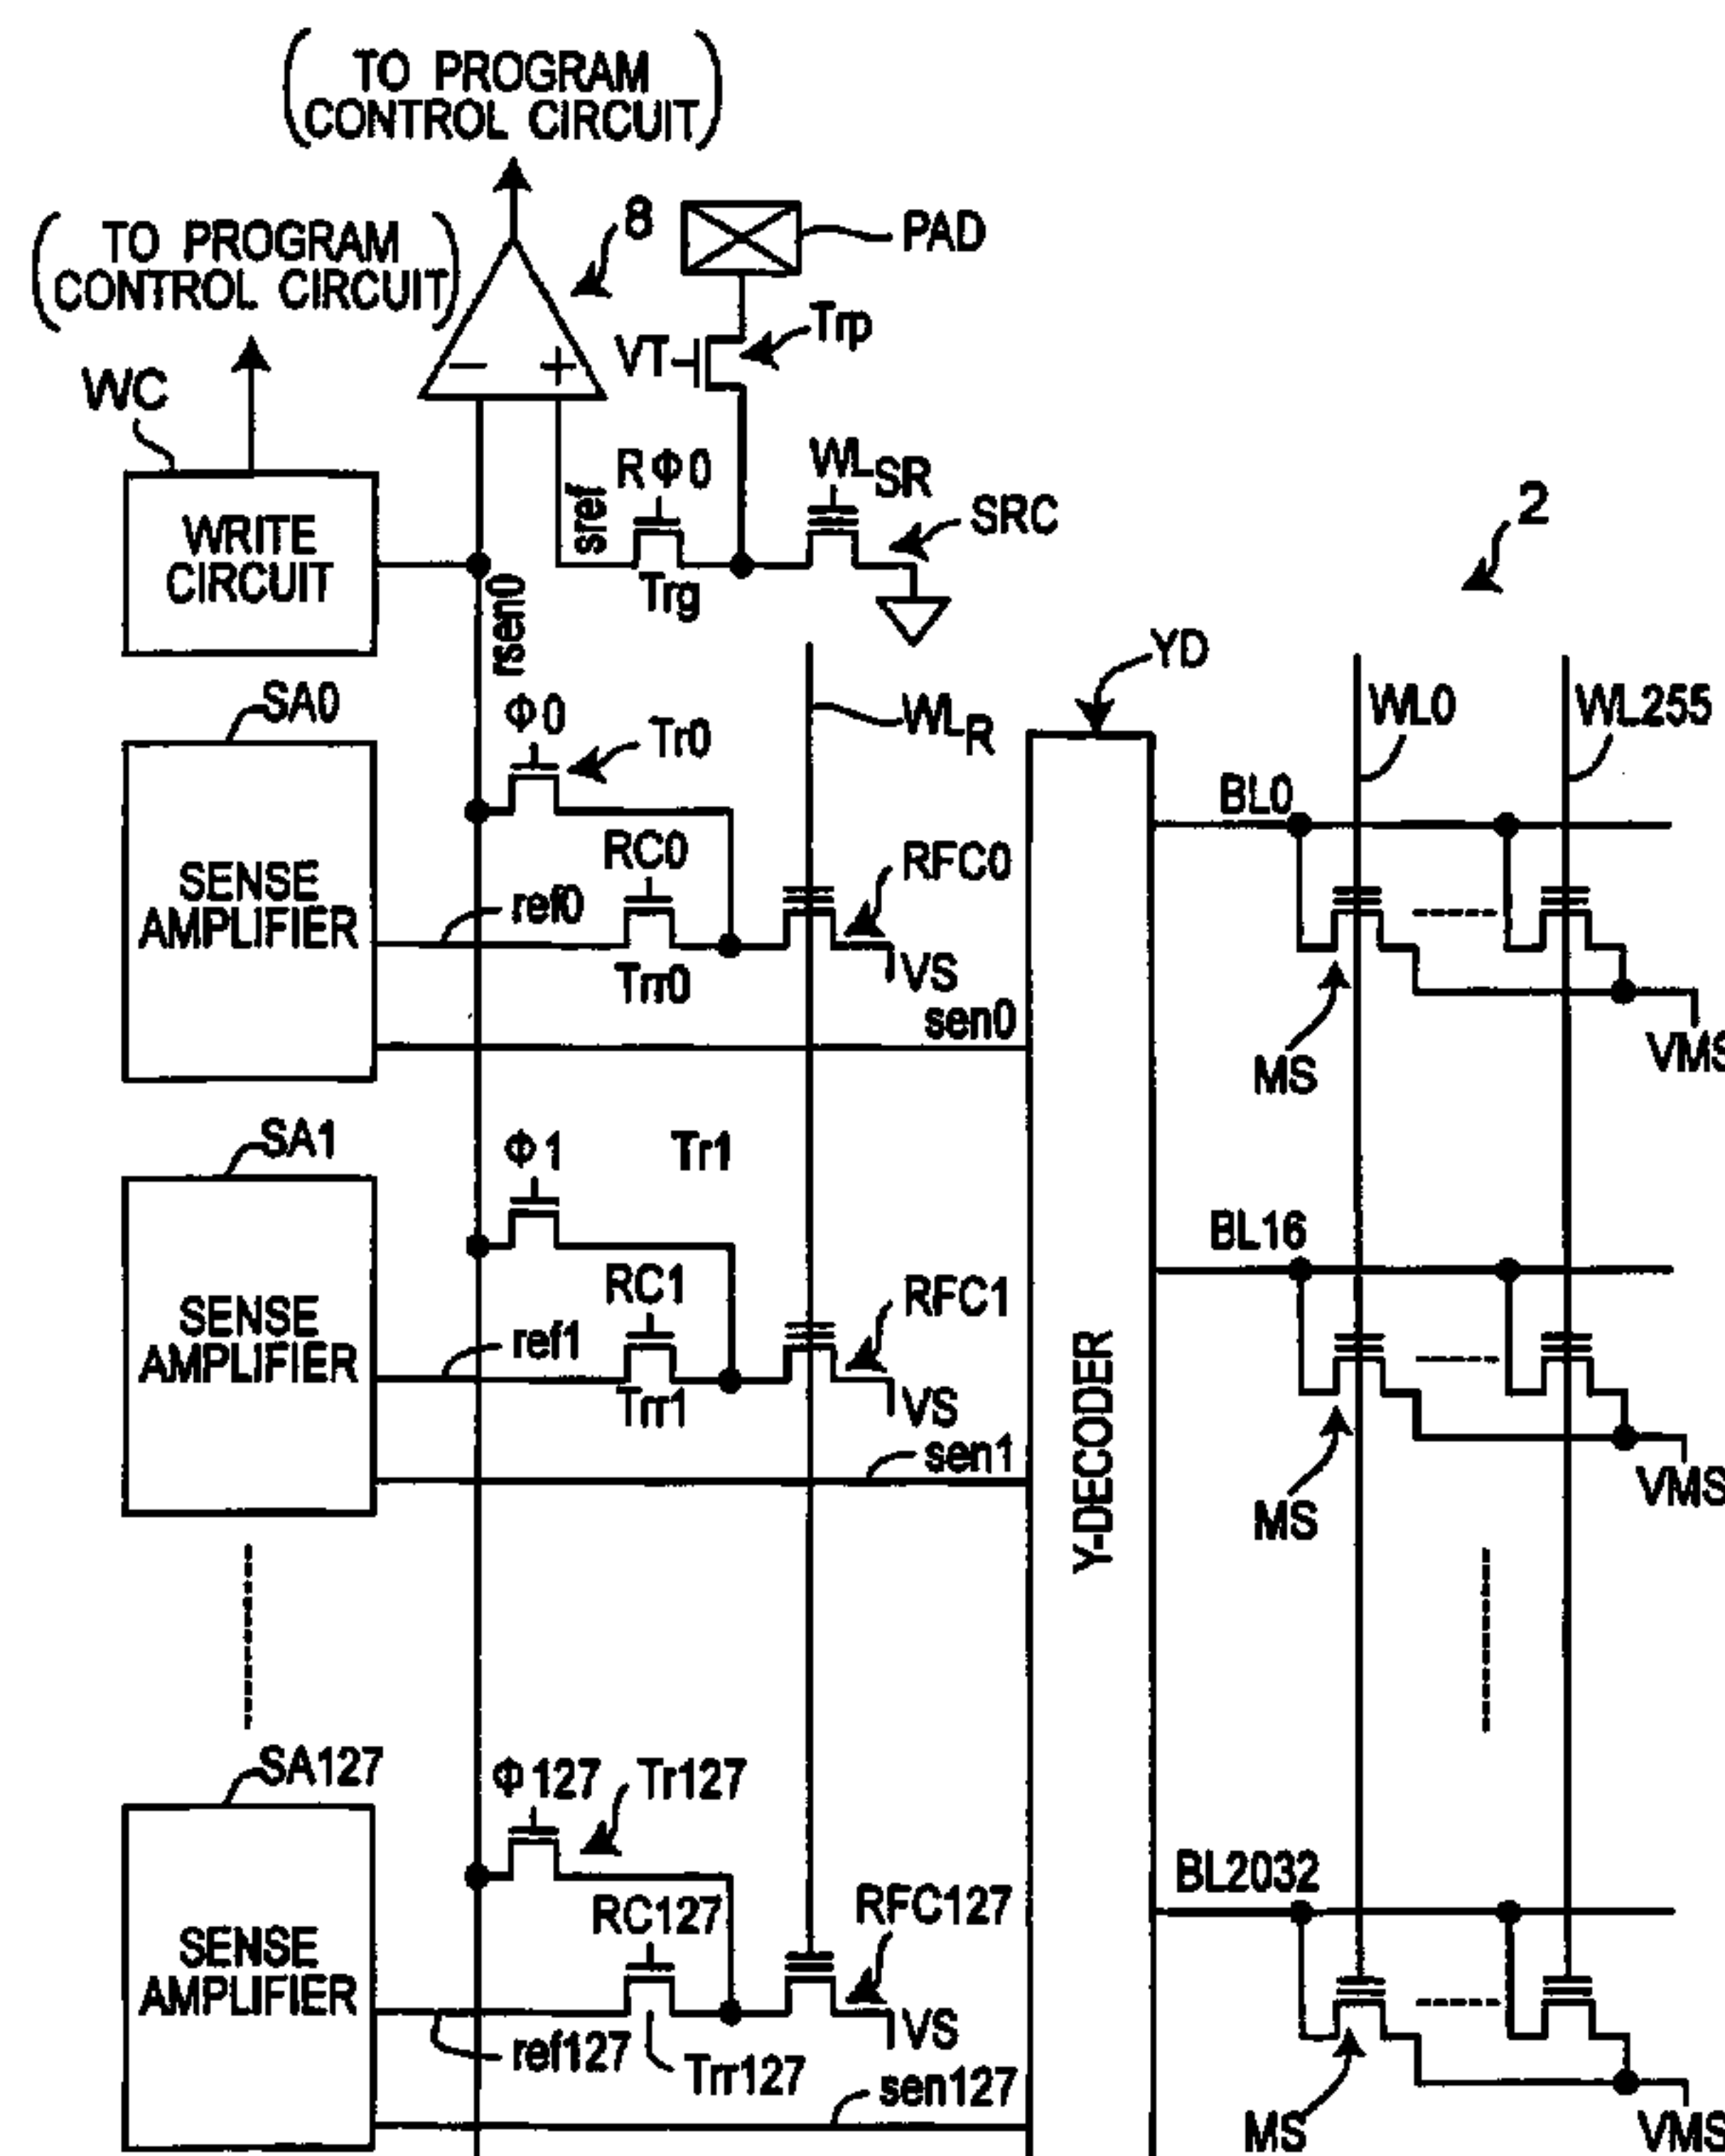 TO PROGRAM
CONTROL CIRCUIT
TO PROGRAM
CONTROL CIRCUIT
8
PAD
VT
Trp
−
+
WC
WRITE
CIRCUIT
rsen0
sref
RΦ0
Trg
WLSR
SRC
2
SA0
SENSE
AMPLIFIER
Φ0
Tr0
WLR
YD
WL0
WL255
BL0
RC0
RFC0
ref0
Trr0
VS
sen0
MS
VMS
SA1
SENSE
AMPLIFIER
Φ1
Tr1
BL16
RC1
RFC1
ref1
Trr1
VS
sen1
Y-DECODER
MS
VMS
SA127
SENSE
AMPLIFIER
Φ127
Tr127
BL2032
RC127
RFC127
ref127
Trr127
VS
sen127
MS
VMS